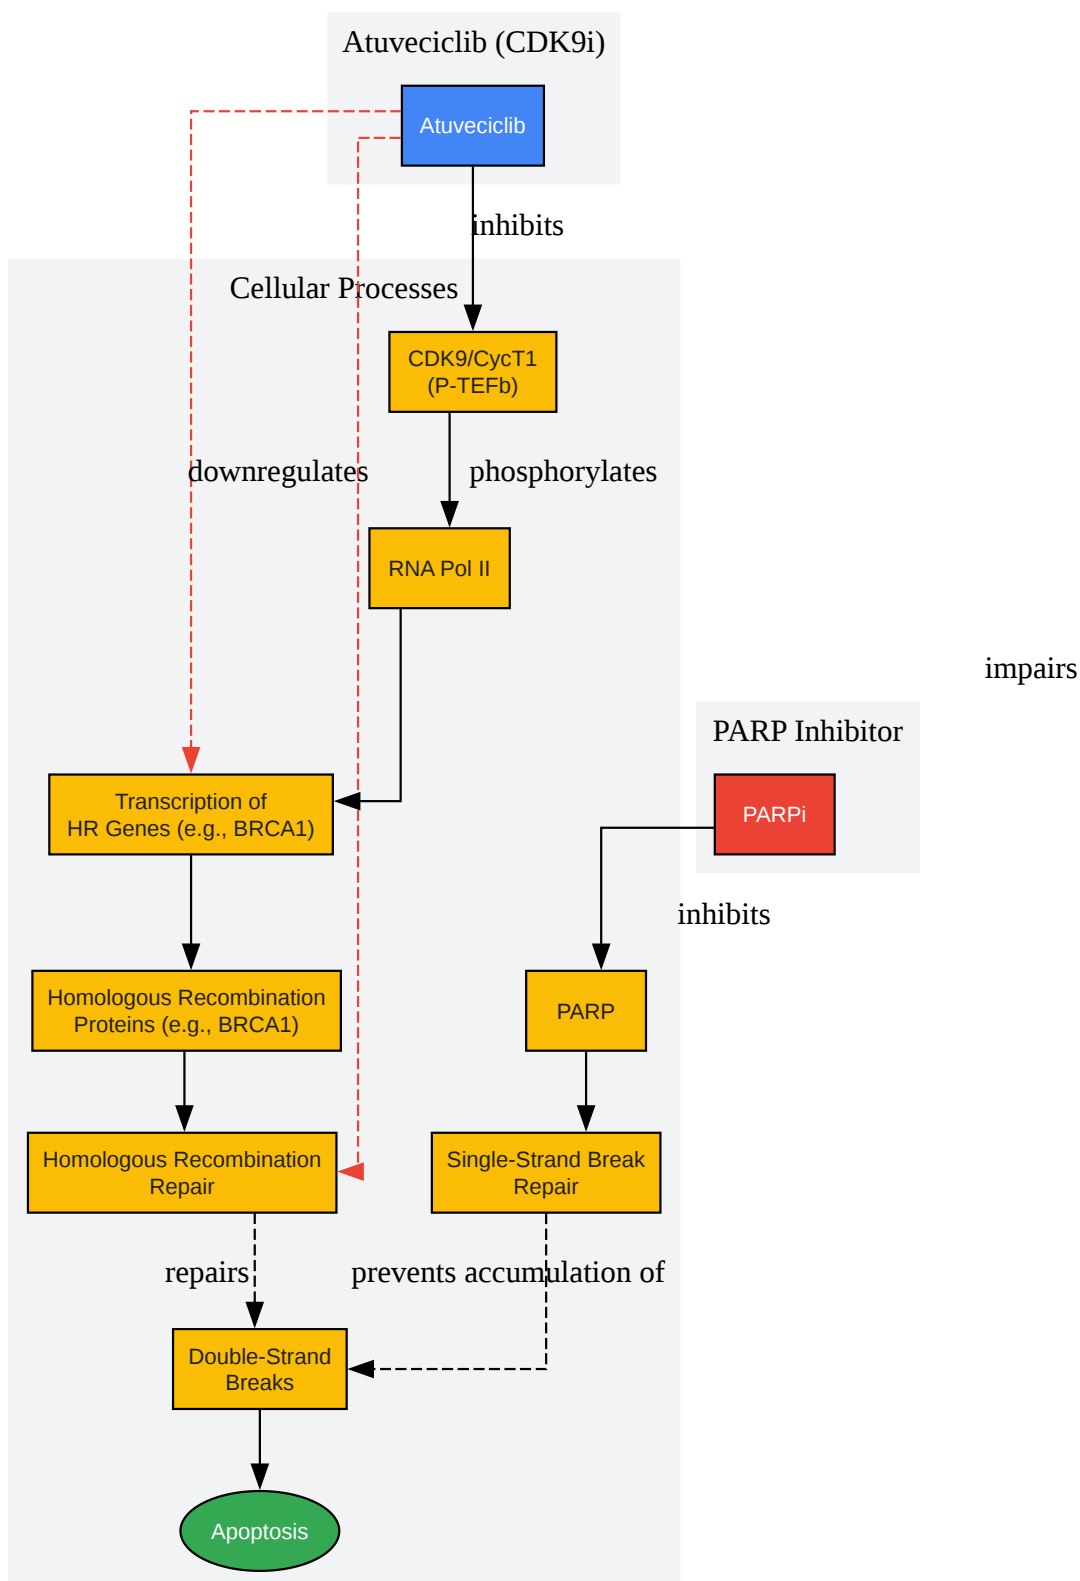 Atuveciclib (CDK9i)
Atuveciclib
inhibits
Cellular Processes
CDK9/CycT1
(P-TEFb)
downregulates
phosphorylates
RNA Pol II
impairs
PARP Inhibitor
PARPi
Transcription of
HR Genes (e.g., BRCA1)
inhibits
Homologous Recombination
Proteins (e.g., BRCA1)
PARP
Homologous Recombination
Repair
Single-Strand Break
Repair
repairs
prevents accumulation of
Double-Strand
Breaks
Apoptosis